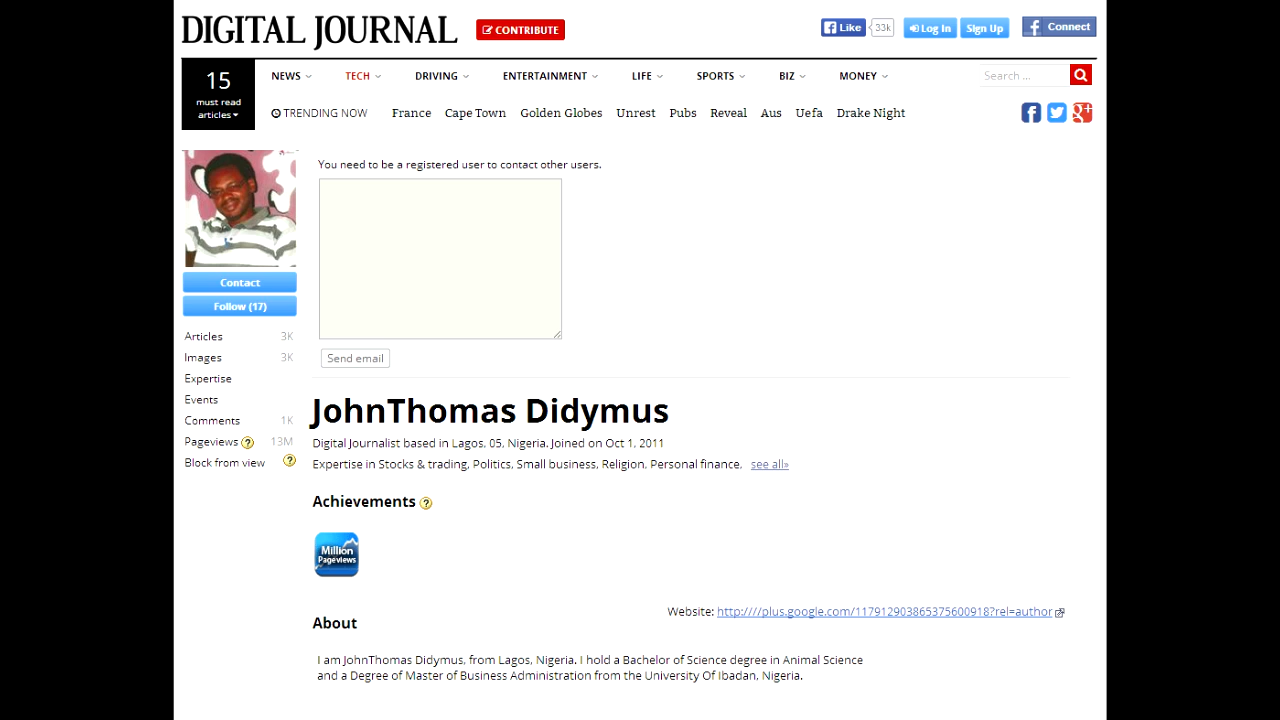 DIGITAL JOURNAL
CONTRIBUTE
Like 33k
Log In
Sign Up
Connect
15
must read
articles
NEWS TECH DRIVING ENTERTAINMENT LIFE SPORTS BIZ MONEY
Search ...
TRENDING NOW France Cape Town Golden Globes Unrest Pubs Reveal Aus Uefa Drake Night
You need to be a registered user to contact other users.
Contact
Follow (17)
Articles 3K
Images 3K
Expertise
Events
Comments 1K
Pageviews ? 13M
Block from view ?
Send email
JohnThomas Didymus
Digital Journalist based in Lagos, 05, Nigeria. Joined on Oct 1, 2011
Expertise in Stocks & trading, Politics, Small business, Religion, Personal finance, see all»
Achievements ?
Million
Pageviews
Website: http:////plus.google.com/117912903865375600918?rel=author
About
I am JohnThomas Didymus, from Lagos, Nigeria. I hold a Bachelor of Science degree in Animal Science
and a Degree of Master of Business Administration from the University Of Ibadan, Nigeria.